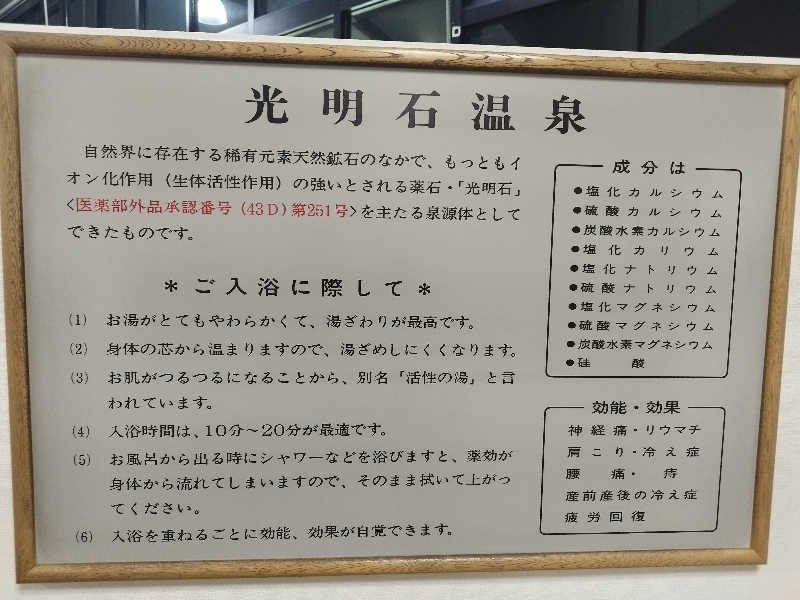 光明石温泉
自然界に存在する稀有元素天然鉱石のなかで、もっともイ
オン化作用（生体活性作用）の強いとされる薬石・「光明石」
<医薬部外品承認番号（43D）第251号>を主たる泉源体として
できたものです。
＊ご入浴に際して＊
(1) お湯がとてもやわらかくて、湯ざわりが最高です。
(2) 身体の芯から温まりますので、湯ざめしにくくなります。
(3) お肌がつるつるになることから、別名「活性の湯」と言
われています。
(4) 入浴時間は、10分～20分が最適です。
(5) お風呂から出る時にシャワーなどを浴びますと、薬効が
身体から流れてしまいますので、そのまま拭いて上がっ
てください。
(6) 入浴を重ねるごとに効能、効果が自覚できます。
成分は
●塩化カルシウム
●硫酸カルシウム
●炭酸水素カルシウム
●塩化カリウム
●塩化ナトリウム
●硫酸ナトリウム
●塩化マグネシウム
●硫酸マグネシウム
●炭酸水素マグネシウム
●硅酸
効能・効果
神経痛・リウマチ
肩こり・冷え症
腰痛・痔
産前産後の冷え症
疲労回復